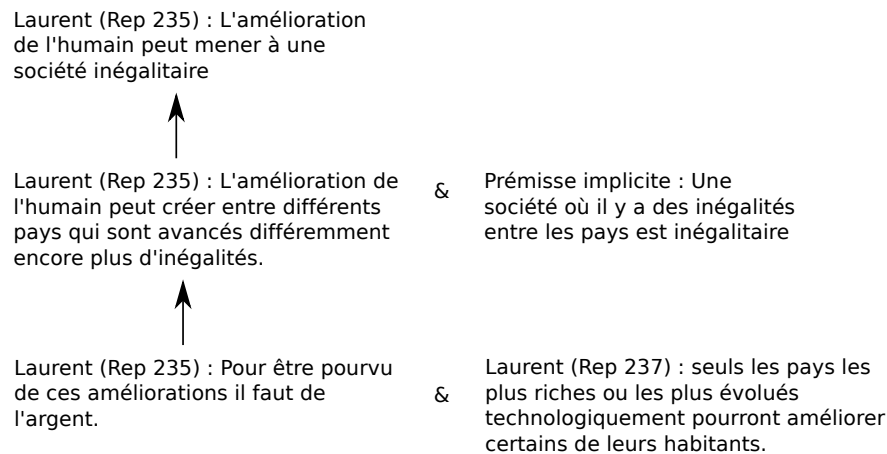 Laurent (Rep 235) : L'amélioration
de l'humain peut mener à une
société inégalitaire
Laurent (Rep 235) : L'amélioration de
l'humain peut créer entre différents
pays qui sont avancés différemment
encore plus d'inégalités.
&
Prémisse implicite : Une
société où il y a des inégalités
entre les pays est inégalitaire
Laurent (Rep 235) : Pour être pourvu
de ces améliorations il faut de
l'argent.
&
Laurent (Rep 237) : seuls les pays les
plus riches ou les plus évolués
technologiquement pourront améliorer
certains de leurs habitants.